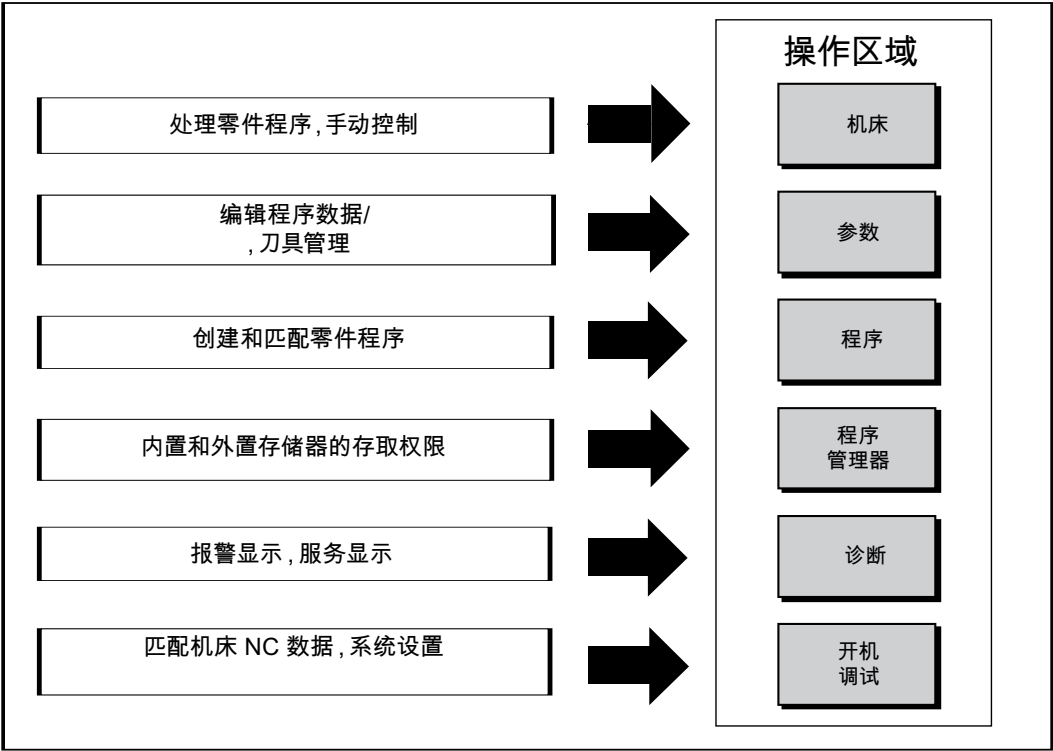 操作区域
处理零件程序,手动控制
机床
编辑程序数据/
,刀具管理
参数
创建和匹配零件程序
程序
内置和外置存储器的存取权限
程序
管理器
报警显示,服务显示
诊断
匹配机床 NC 数据,系统设置
开机
调试